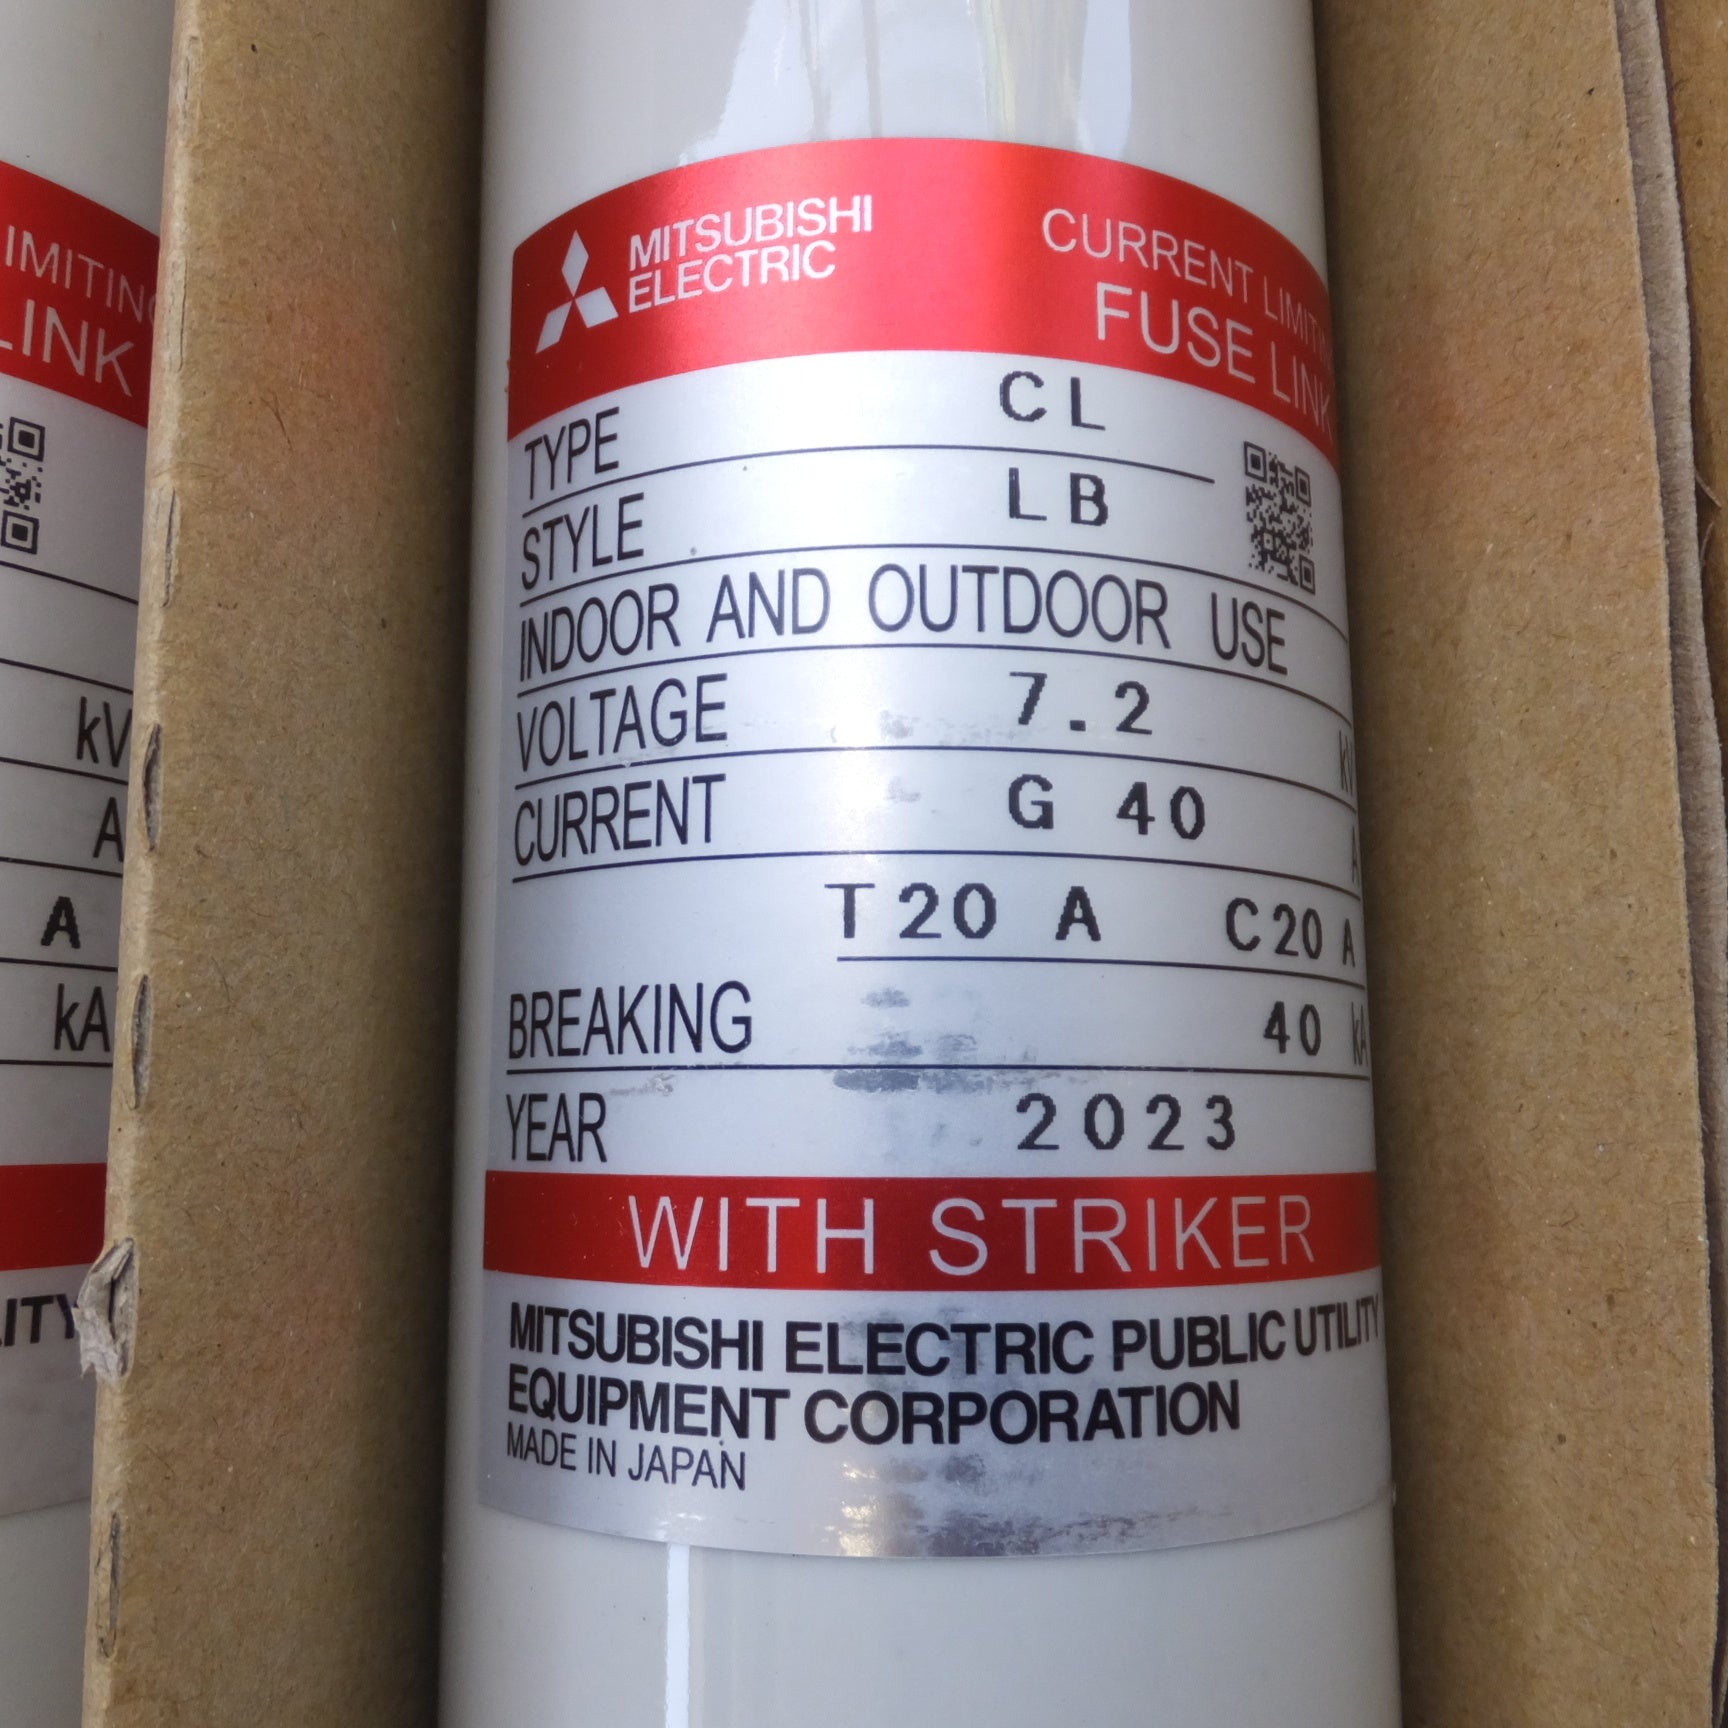 MITSUBISHI
ELECTRIC
CURRENT LIMITING
FUSE LINK
TYPE CL
STYLE LB
INDOOR AND OUTDOOR USE
VOLTAGE 7.2 kV
CURRENT G 40 A
T20 A C20 A
BREAKING 40 kA
YEAR 2023
WITH STRIKER
MITSUBISHI ELECTRIC PUBLIC UTILITY
EQUIPMENT CORPORATION
MADE IN JAPAN
IMITING
LINK
kV
A
A
kA
LITY